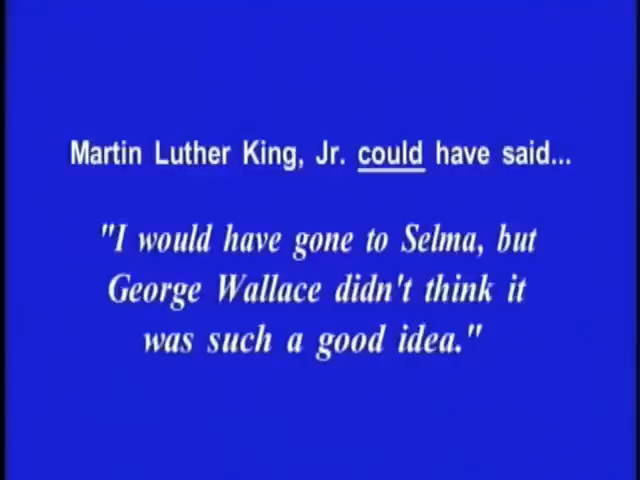 Martin Luther King, Jr. could have said...
"I would have gone to Selma, but
George Wallace didn't think it
was such a good idea."